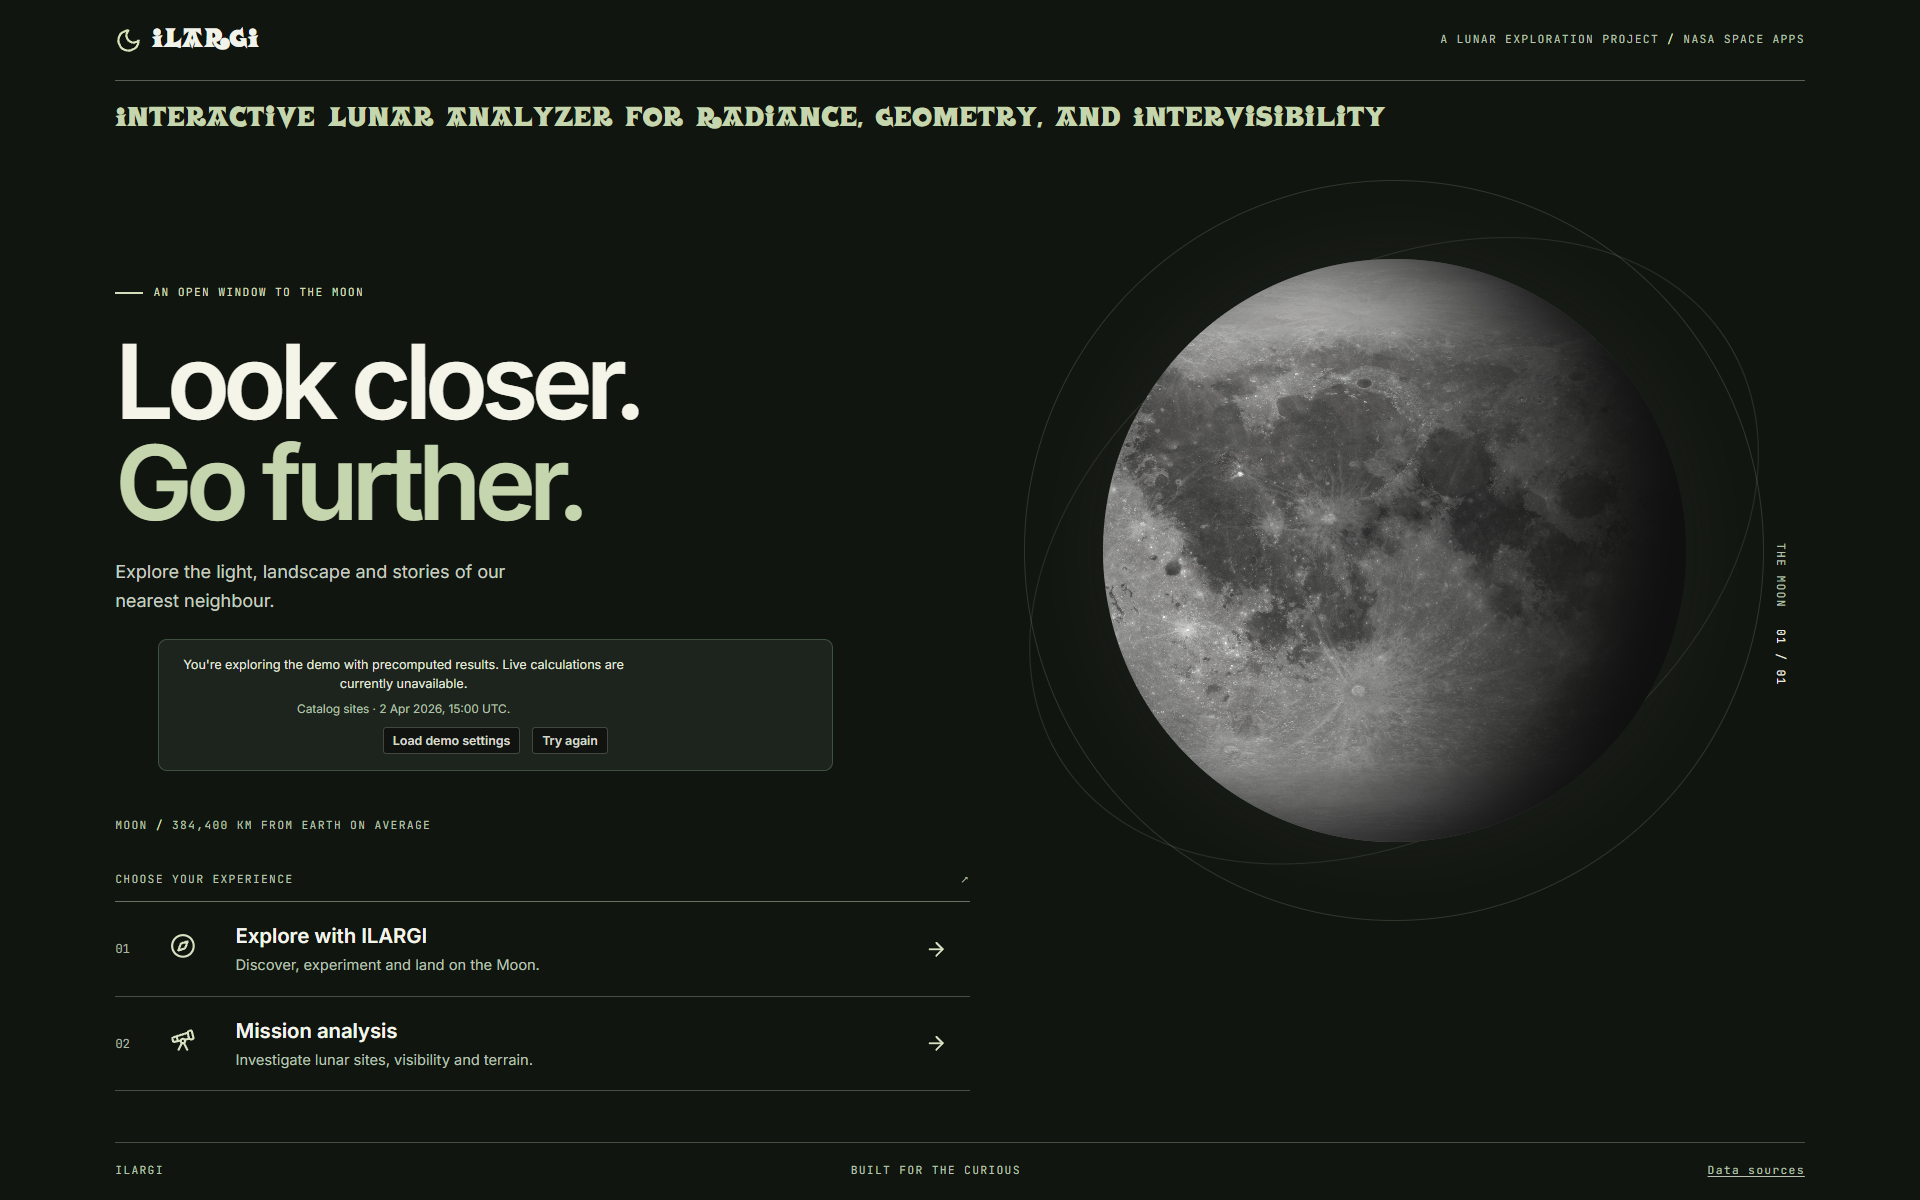 iLARGi
A LUNAR EXPLORATION PROJECT / NASA SPACE APPS
iNTERACTiVE LUNAR ANALYZER FOR RADiANCE, GEOMETRY, AND iNTERViSiBiLiTY
AN OPEN WINDOW TO THE MOON
Look closer.
Go further.
Explore the light, landscape and stories of our
nearest neighbour.
You're exploring the demo with precomputed results. Live calculations are
currently unavailable.
Catalog sites · 2 Apr 2026, 15:00 UTC.
Load demo settings
Try again
THE MOON 01 / 01
MOON / 384,400 KM FROM EARTH ON AVERAGE
CHOOSE YOUR EXPERIENCE ↗
01
Explore with ILARGI
Discover, experiment and land on the Moon.
02
Mission analysis
Investigate lunar sites, visibility and terrain.
ILARGI
BUILT FOR THE CURIOUS
Data sources